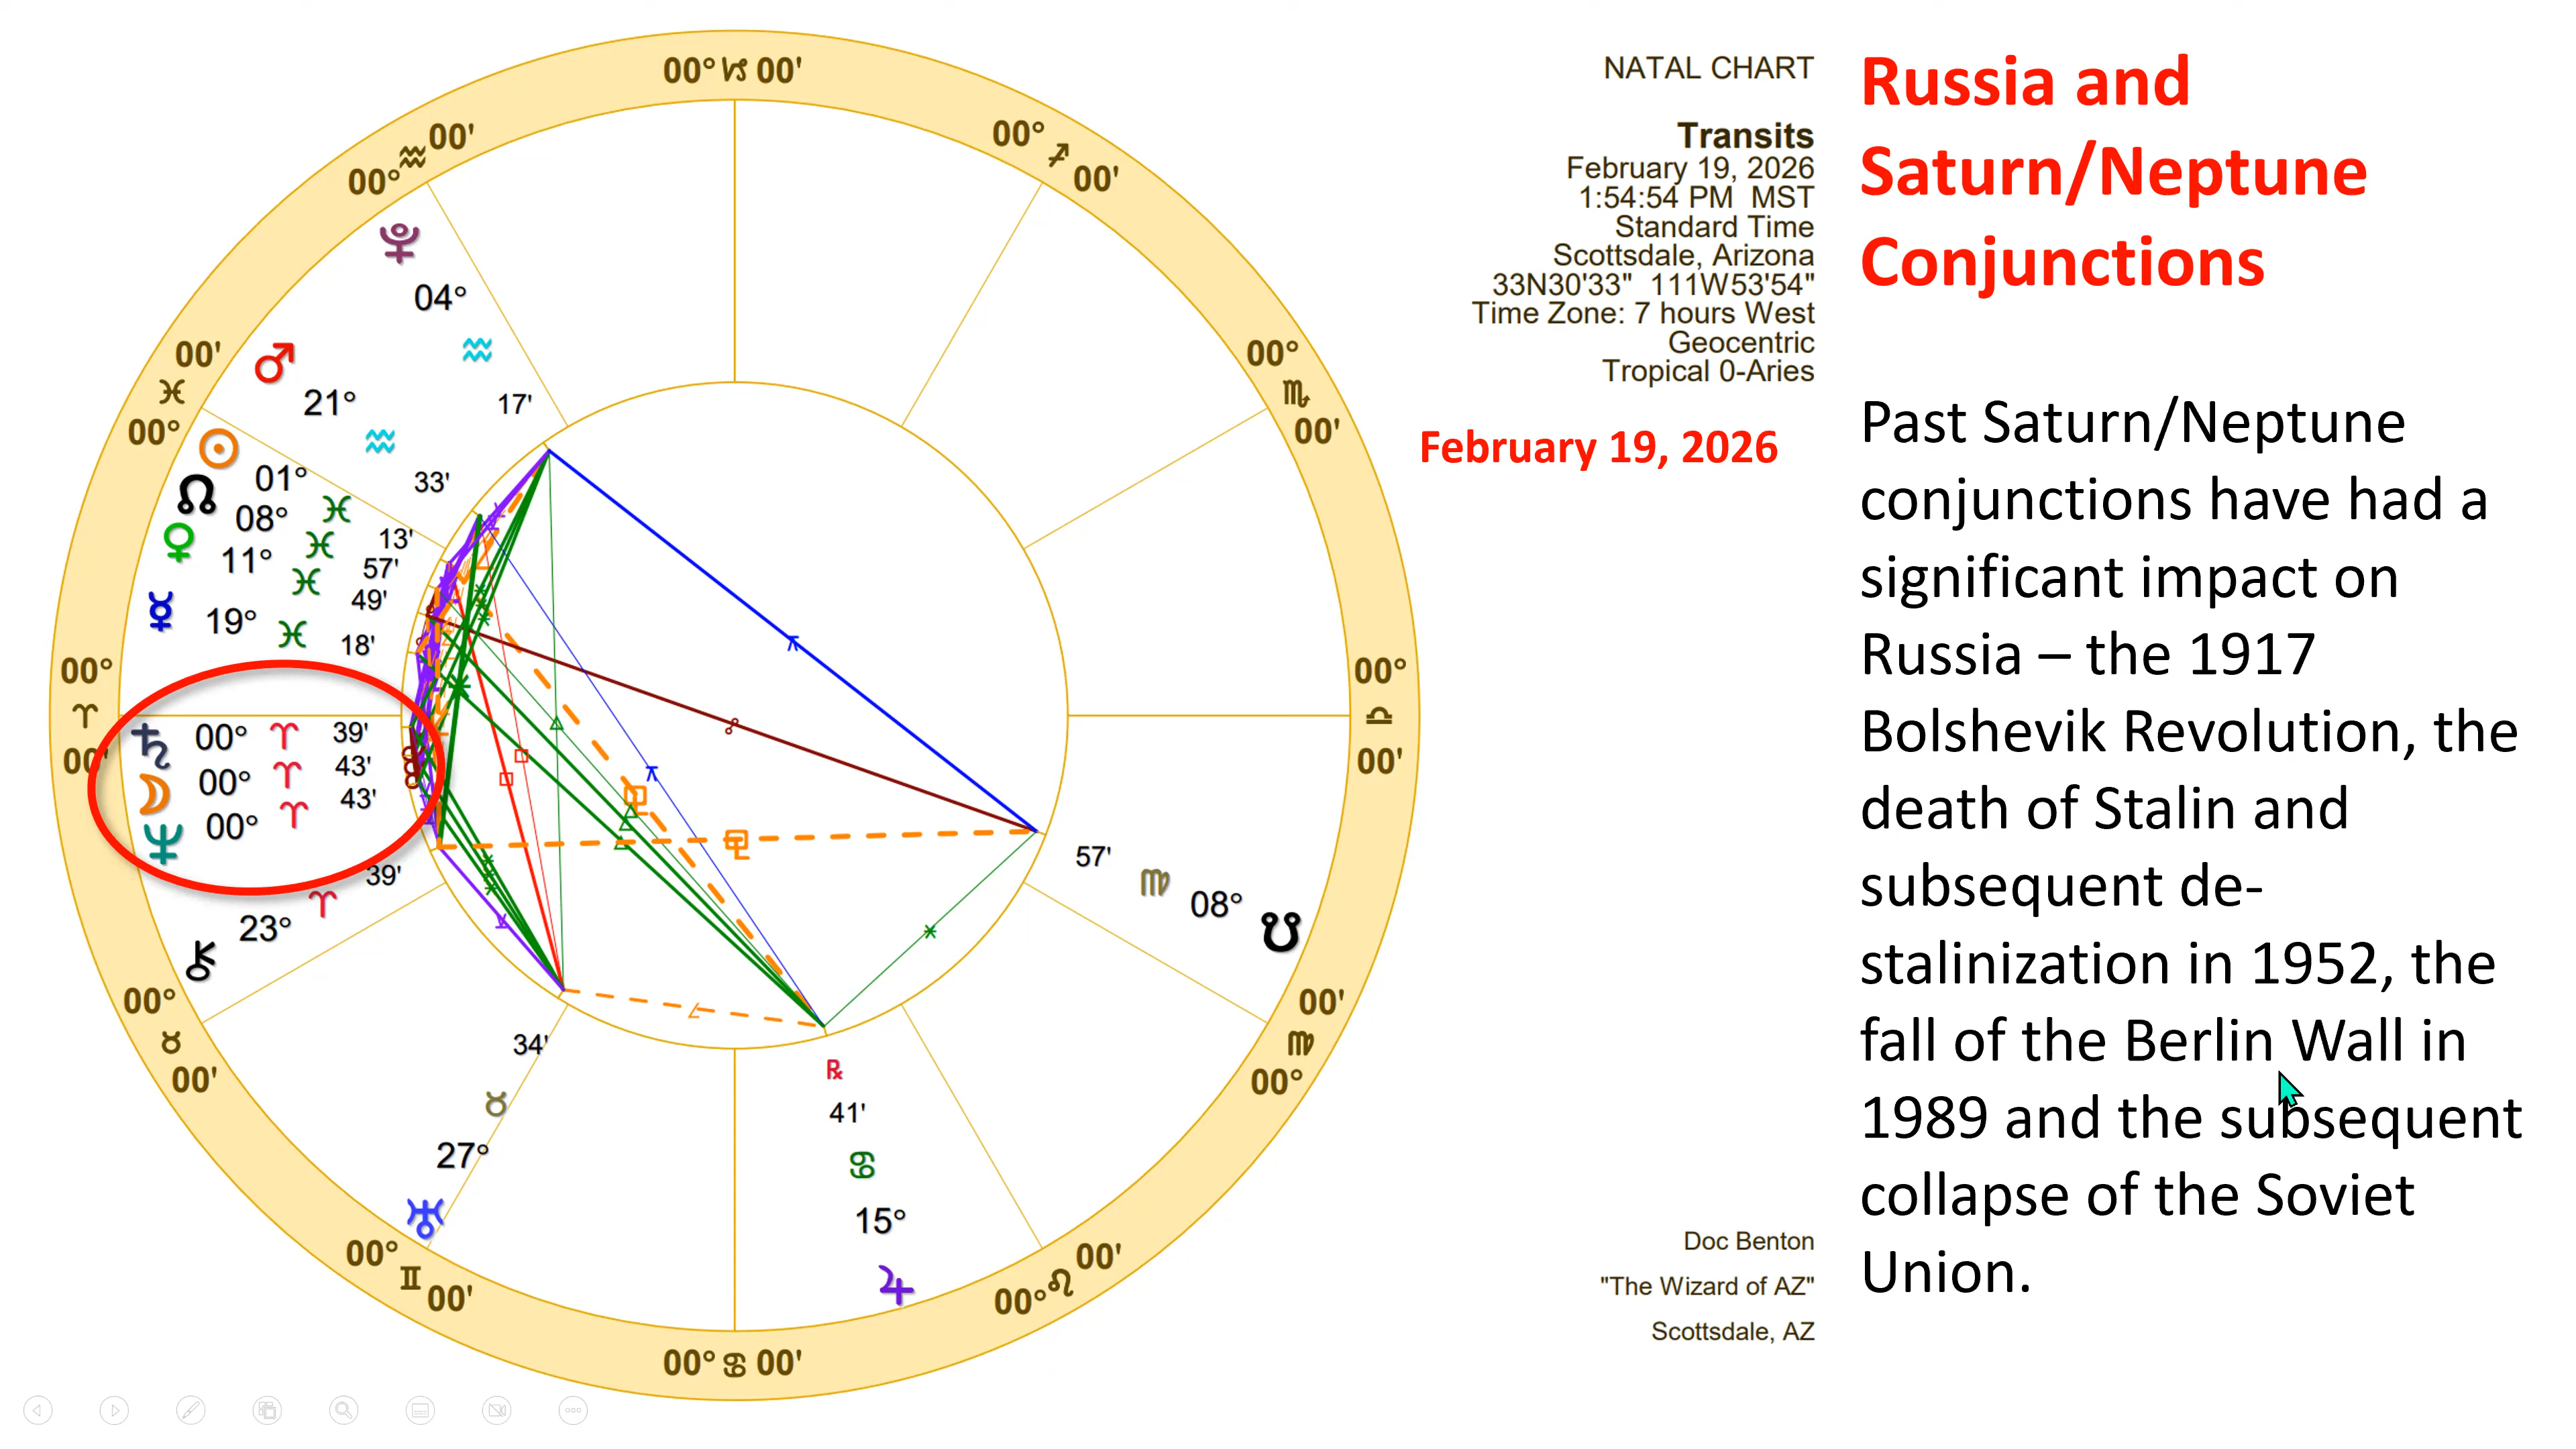 00° ♑ 00'
00° ♒ 00'
00° ♐ 00'
04° ♒ 17'
00° ♓ 00'
21° ♒ 33'
00° ♏ 00'
01° ♓ 13'
08° ♓ 57'
11° ♓ 49'
19° ♓ 18'
00° ♈ 00'
00° ♎ 00'
00° ♈ 39'
00° ♈ 43'
00° ♈ 43'
23° ♈ 39'
57' ♍ 08°
00° ♉ 00'
00' ♍ 00°
27° ♉ 34'
℞ 41' ♋ 15°
00° ♊ 00'
00° ♌ 00'
00° ♋ 00'
NATAL CHART
Transits
February 19, 2026
1:54:54 PM MST
Standard Time
Scottsdale, Arizona
33N30'33" 111W53'54"
Time Zone: 7 hours West
Geocentric
Tropical 0-Aries
February 19, 2026
Doc Benton
"The Wizard of AZ"
Scottsdale, AZ
Russia and
Saturn/Neptune
Conjunctions
Past Saturn/Neptune
conjunctions have had a
significant impact on
Russia – the 1917
Bolshevik Revolution, the
death of Stalin and
subsequent de-
stalinization in 1952, the
fall of the Berlin Wall in
1989 and the subsequent
collapse of the Soviet
Union.